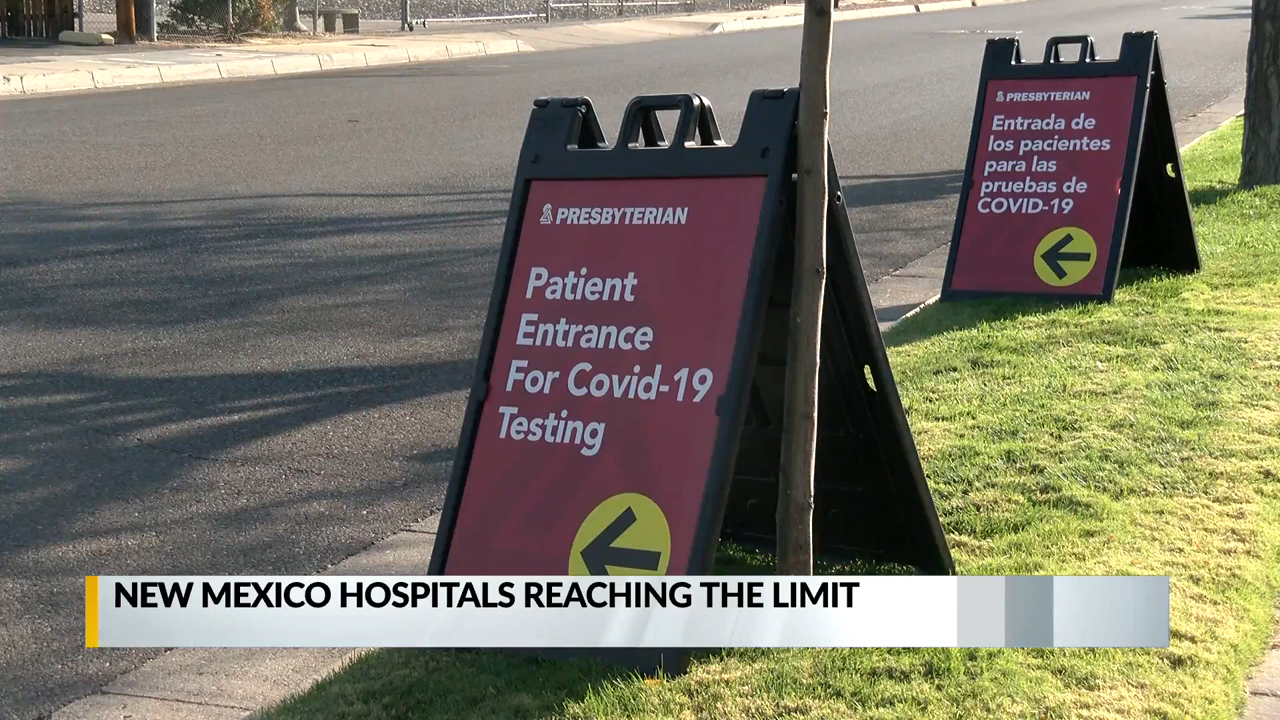 PRESBYTERIAN
Patient
Entrance
For Covid-19
Testing
PRESBYTERIAN
Entrada de
los pacientes
para las
pruebas de
COVID-19
NEW MEXICO HOSPITALS REACHING THE LIMIT